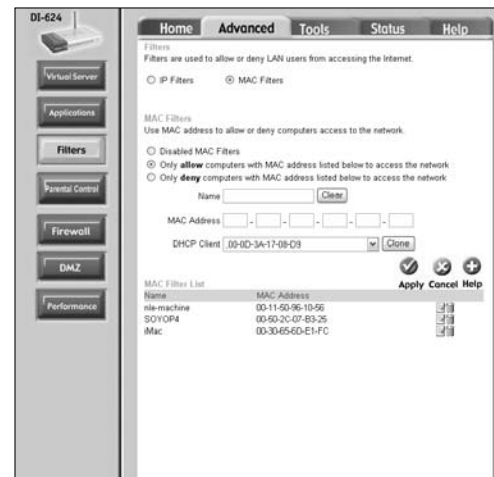 DI-624
Home Advanced Tools Status Help
Virtual Server
Applications
Filters
Parental Control
Firewall
DMZ
Performance
Filters
Filters are used to allow or deny LAN users from accessing the Internet.
IP Filters MAC Filters
MAC Filters
Use MAC address to allow or deny computers access to the network.
Disabled MAC Filters
Only allow computers with MAC address listed below to access the network
Only deny computers with MAC address listed below to access the network
Name Clear
MAC Address - - - - -
DHCP Client ,00-0D-3A-17-08-D9 Clone
Apply Cancel Help
MAC Filter List
Name MAC Address
nle-machine 00-11-50-96-10-56
SOYOP4 00-50-2C-07-B3-25
iMac 00-30-65-6D-E1-FC